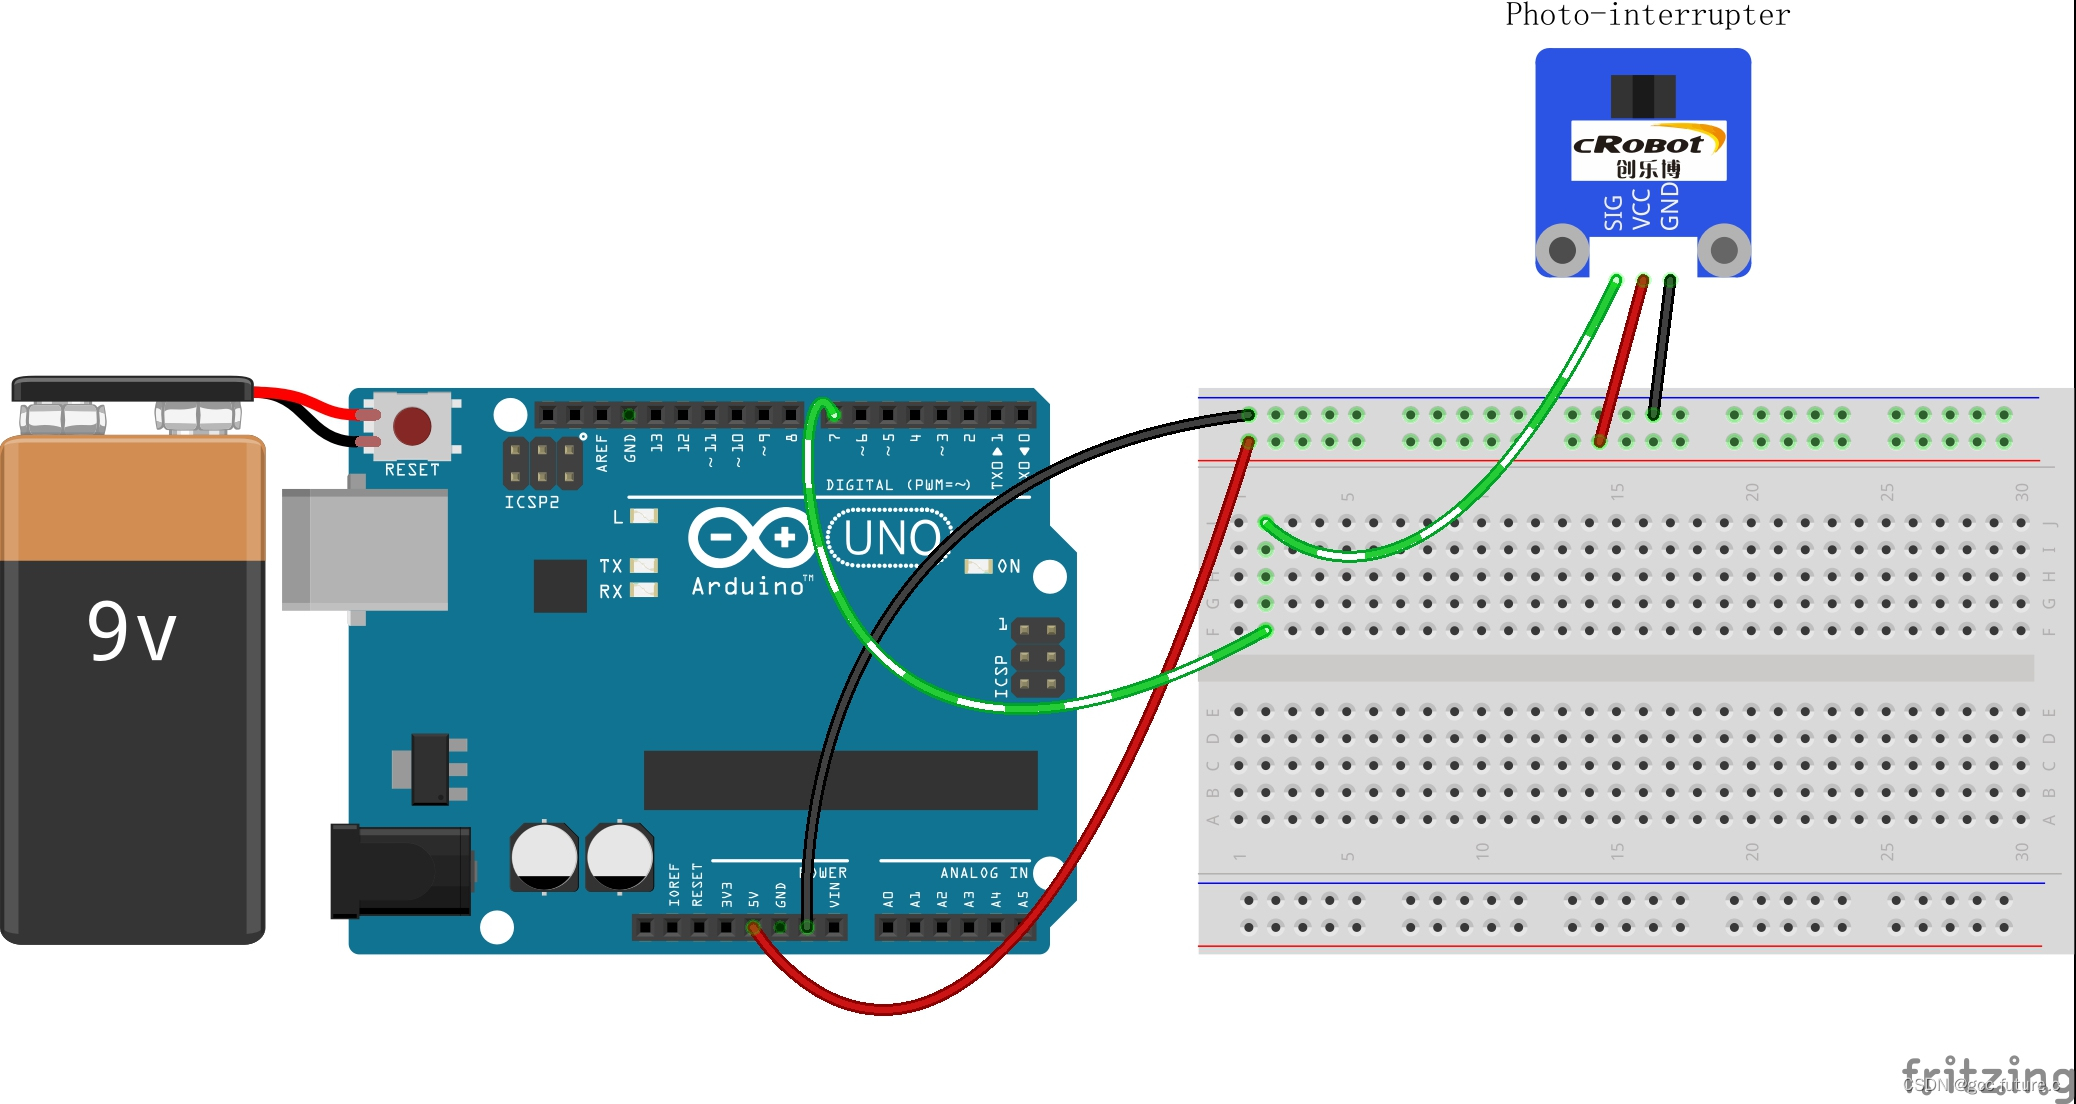 Photo-interrupter
cRobot
创乐博
SIG
VCC
GND
RESET
ICSP2
AREF
GND
13
12
~11
~10
~9
8
7
~6
~5
4
~3
2
TX0▶1
X0◀0
DIGITAL (PWM=~)
L
TX
RX
Arduino™
UNO
ON
1
ICSP
9v
IOREF
RESET
3V3
5V
GND
VIN
POWER
ANALOG IN
A0
A1
A2
A3
A4
A5
1 5 15 20 25 30
J
I
H H
G G
F F
E E
D D
C C
B B
A A
1 5 10 15 20 25 30
fritzing
CSDN @goc.future.c